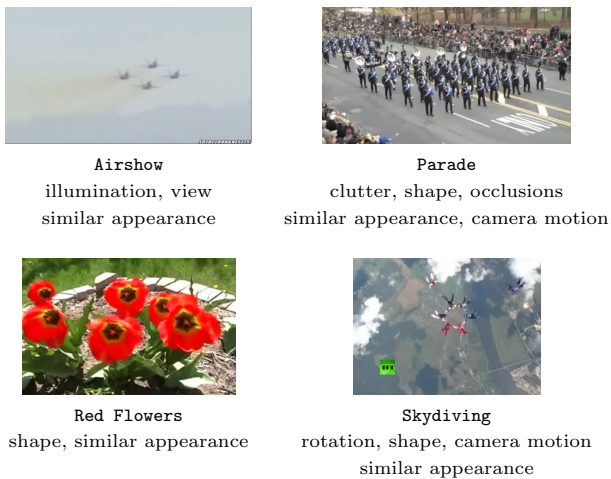 Airshow
illumination, view
similar appearance
Parade
clutter, shape, occlusions
similar appearance, camera motion
Red Flowers
shape, similar appearance
RT
Skydiving
rotation, shape, camera motion
similar appearance